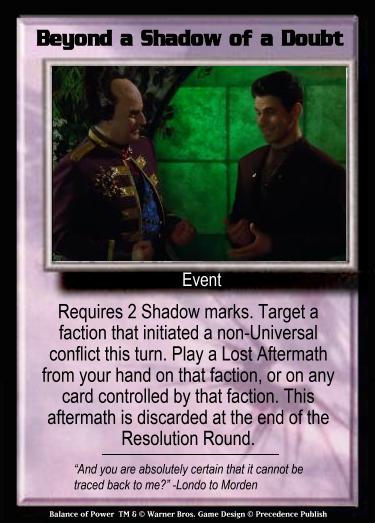 Beyond a Shadow of a Doubt
Event
Requires 2 Shadow marks. Target a
faction that initiated a non-Universal
conflict this turn. Play a Lost Aftermath
from your hand on that faction, or on any
card controlled by that faction. This
aftermath is discarded at the end of the
Resolution Round.
"And you are absolutely certain that it cannot be
traced back to me?" -Londo to Morden
Balance of Power TM & © Warner Bros. Game Design © Precedence Publish